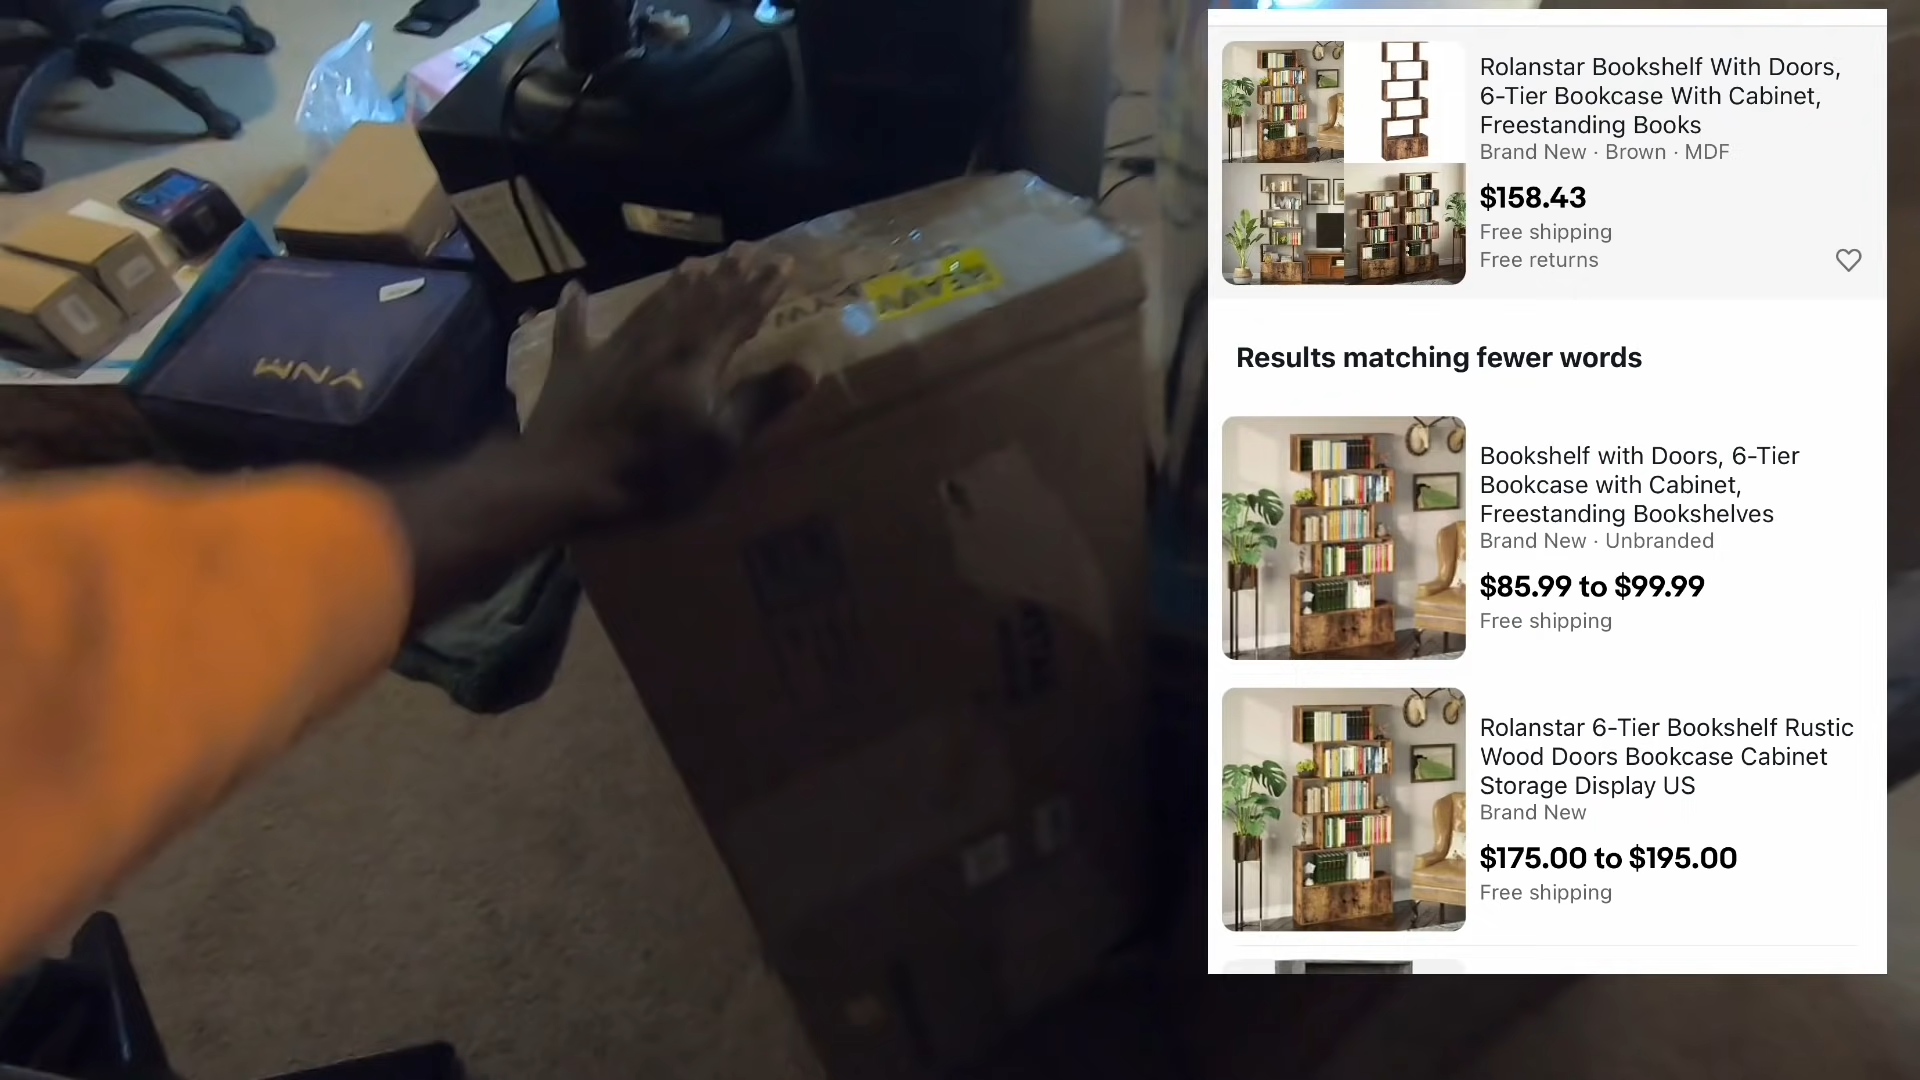 YNM
HEAVY
Rolanstar Bookshelf With Doors,
6-Tier Bookcase With Cabinet,
Freestanding Books
Brand New · Brown · MDF
$158.43
Free shipping
Free returns
Results matching fewer words
Bookshelf with Doors, 6-Tier
Bookcase with Cabinet,
Freestanding Bookshelves
Brand New · Unbranded
$85.99 to $99.99
Free shipping
Rolanstar 6-Tier Bookshelf Rustic
Wood Doors Bookcase Cabinet
Storage Display US
Brand New
$175.00 to $195.00
Free shipping